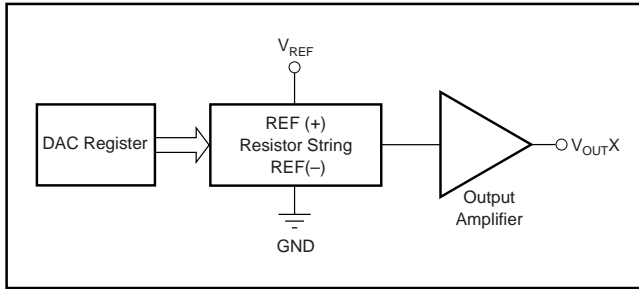 V_REF
DAC Register
REF (+)
Resistor String
REF(–)
V_OUTX
Output
Amplifier
GND